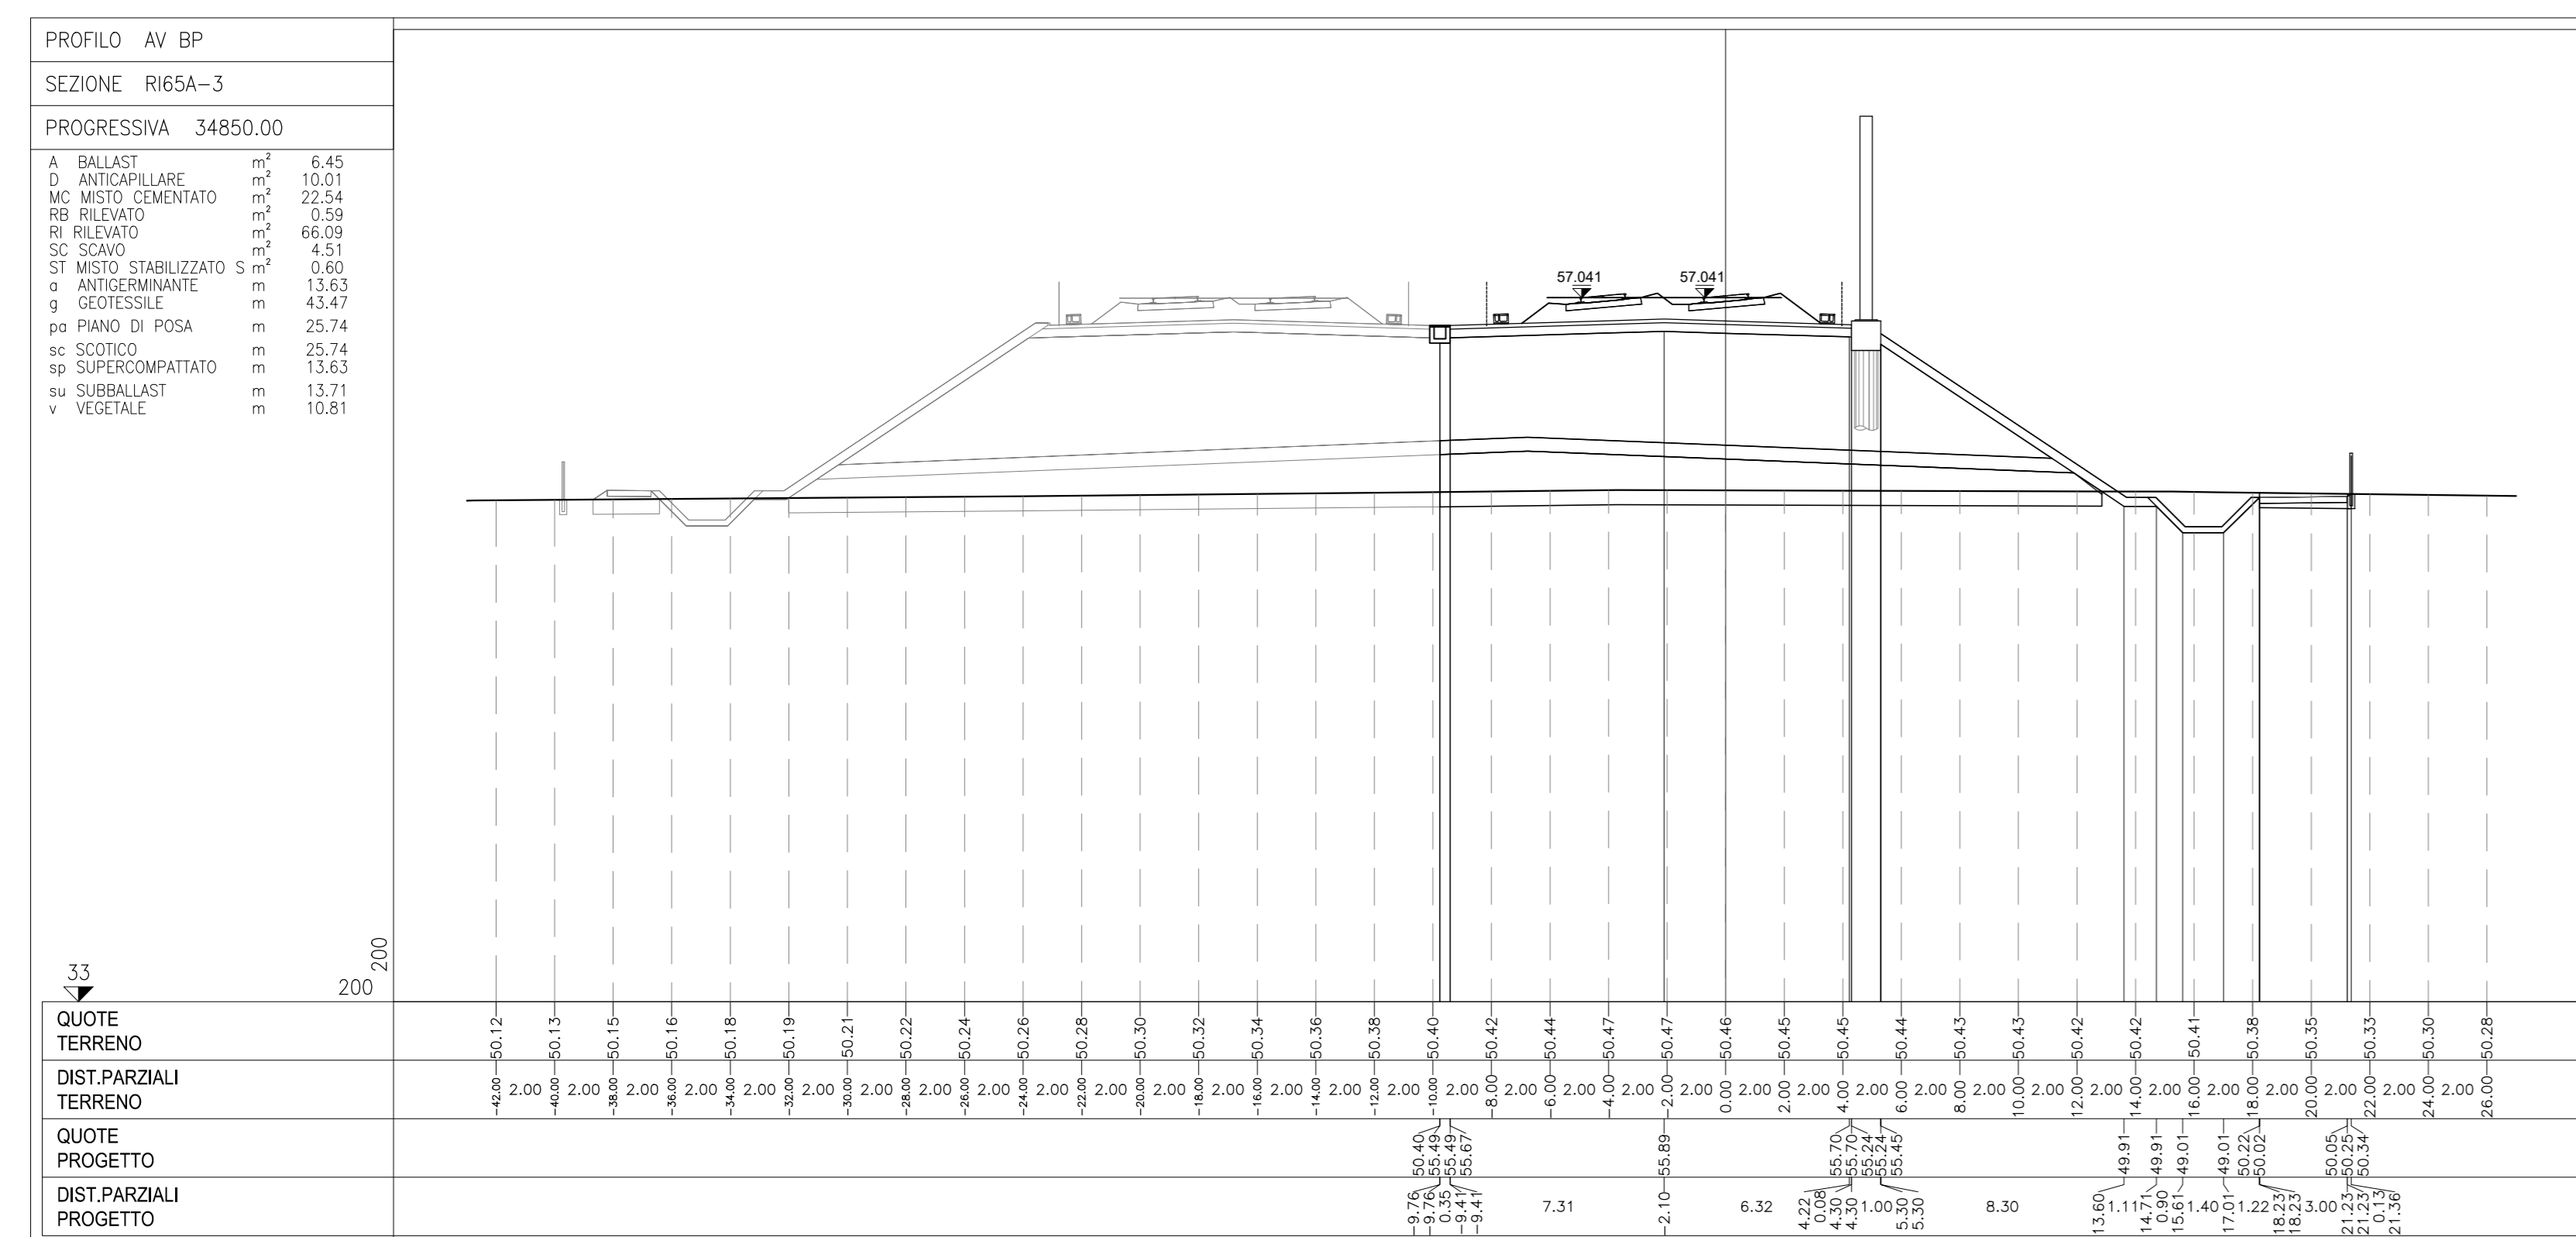 PROFILO AV BP
SEZIONE RI65A-3
PROGRESSIVA 34850.00
A BALLAST m² 6.45
D ANTICAPILLARE m² 10.01
MC MISTO CEMENTATO m² 22.54
RB RILEVATO m² 0.59
RI RILEVATO m² 66.09
SC SCAVO m² 4.51
ST MISTO STABILIZZATO S m² 0.60
a ANTIGERMINANTE m 13.63
g GEOTESSILE m 43.47
pa PIANO DI POSA m 25.74
sc SCOTICO m 25.74
sp SUPERCOMPATTATO m 13.63
su SUBBALLAST m 13.71
v VEGETALE m 10.81
57.041 57.041
33
200
200
QUOTE
TERRENO
50.12 50.13 50.15 50.16 50.18 50.19 50.21 50.22 50.24 50.26 50.28 50.30 50.32 50.34 50.36 50.38 50.40 50.42 50.44 50.47 50.47 50.46 50.45 50.45 50.44 50.43 50.43 50.42 50.42 50.41 50.38 50.35 50.33 50.30 50.28
DIST.PARZIALI
TERRENO
-42.00 2.00 -40.00 2.00 -38.00 2.00 -36.00 2.00 -34.00 2.00 -32.00 2.00 -30.00 2.00 -28.00 2.00 -26.00 2.00 -24.00 2.00 -22.00 2.00 -20.00 2.00 -18.00 2.00 -16.00 2.00 -14.00 2.00 -12.00 2.00 -10.00 2.00 -8.00 2.00 -6.00 2.00 -4.00 2.00 -2.00 2.00 0.00 2.00 2.00 2.00 4.00 2.00 6.00 2.00 8.00 2.00 10.00 2.00 12.00 2.00 14.00 2.00 16.00 2.00 18.00 2.00 20.00 2.00 22.00 2.00 24.00 2.00 26.00
QUOTE
PROGETTO
50.40 55.49 55.49 55.67 55.89 55.70 55.70 55.24 55.24 55.45 49.91 49.91 49.01 49.01 50.22 50.02 50.05 50.25 50.34
DIST.PARZIALI
PROGETTO
-9.76 -9.76 0.35 -9.41 -9.41 7.31 -2.10 6.32 4.22 0.08 4.30 4.30 1.00 5.30 5.30 8.30 13.60 1.11 14.71 0.90 15.61 1.40 17.01 1.22 18.23 18.23 3.00 21.23 21.23 0.13 21.36